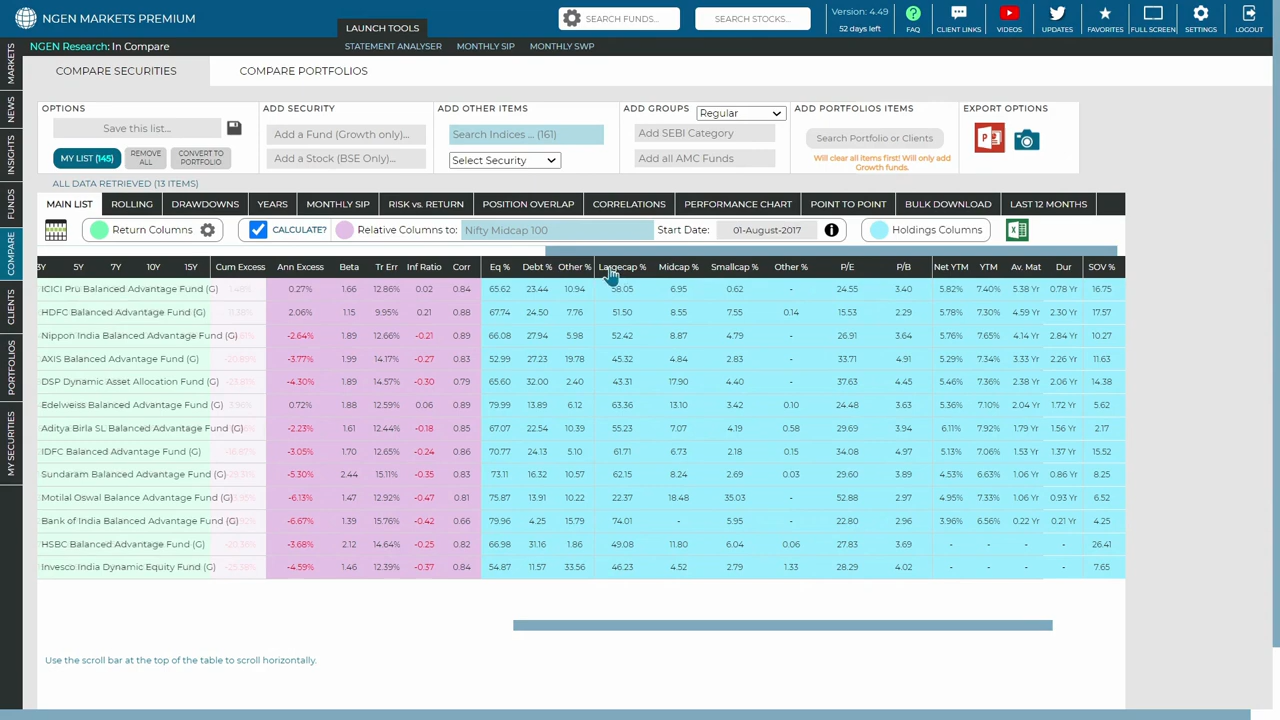 NGEN MARKETS PREMIUM
LAUNCH TOOLS
SEARCH FUNDS...
SEARCH STOCKS...
Version: 4.49
52 days left
FAQ
CLIENT LINKS
VIDEOS
UPDATES
FAVORITES
FULL SCREEN
SETTINGS
LOGOUT
NGEN Research: In Compare
STATEMENT ANALYSER MONTHLY SIP MONTHLY SWP
MARKETS
NEWS
INSIGHTS
FUNDS
COMPARE
CLIENTS
PORTFOLIOS
MY SECURITIES
COMPARE SECURITIES COMPARE PORTFOLIOS
OPTIONS
Save this list...
MY LIST (145)
REMOVE ALL
CONVERT TO PORTFOLIO
ADD SECURITY
Add a Fund (Growth only)...
Add a Stock (BSE Only)...
ADD OTHER ITEMS
Search Indices ... (161)
Select Security
ADD GROUPS
Regular
Add SEBI Category
Add all AMC Funds
ADD PORTFOLIOS ITEMS
Search Portfolio or Clients
Will clear all items first! Will only add
Growth funds.
EXPORT OPTIONS
ALL DATA RETRIEVED (13 ITEMS)
MAIN LIST ROLLING DRAWDOWNS YEARS MONTHLY SIP RISK vs. RETURN POSITION OVERLAP CORRELATIONS PERFORMANCE CHART POINT TO POINT BULK DOWNLOAD LAST 12 MONTHS
Return Columns CALCULATE? Relative Columns to: Nifty Midcap 100 Start Date: 01-August-2017 Holdings Columns
3Y 5Y 7Y 10Y 15Y Cum Excess Ann Excess Beta Tr Err Inf Ratio Corr Eq % Debt % Other % Largecap % Midcap % Smallcap % Other % P/E P/B Net YTM YTM Av. Mat Dur SOV %
ICICI Pru Balanced Advantage Fund (G) 0.27% 1.66 12.86% 0.02 0.84 65.62 23.44 10.94 58.05 6.95 0.62 - 24.55 3.40 5.82% 7.40% 5.38 Yr 0.78 Yr 16.75
HDFC Balanced Advantage Fund (G) 11.38% 2.06% 1.15 9.95% 0.21 0.88 67.74 24.50 7.76 51.50 8.55 7.55 0.14 15.53 2.29 5.78% 7.30% 4.59 Yr 2.30 Yr 17.57
Nippon India Balanced Advantage Fund (G) -2.64% 1.89 12.66% -0.21 0.89 66.08 27.94 5.98 52.42 8.87 4.79 - 26.91 3.64 5.76% 7.65% 4.14 Yr 2.84 Yr 10.27
AXIS Balanced Advantage Fund (G) -20.89% -3.77% 1.99 14.17% -0.27 0.83 52.99 27.23 19.78 45.32 4.84 2.83 - 33.71 4.91 5.29% 7.34% 3.33 Yr 2.26 Yr 11.63
DSP Dynamic Asset Allocation Fund (G) -4.30% 1.89 14.57% -0.30 0.79 65.60 32.00 2.40 43.31 17.90 4.40 - 37.63 4.45 5.46% 7.36% 2.38 Yr 2.06 Yr 14.38
Edelweiss Balanced Advantage Fund (G) 3.96% 0.72% 1.88 12.59% 0.06 0.88 79.99 13.89 6.12 63.36 13.10 3.42 0.10 24.48 3.63 5.36% 7.10% 2.04 Yr 1.92 Yr 5.62
Aditya Birla SL Balanced Advantage Fund (G) -2.23% 1.61 12.44% -0.18 0.85 67.07 22.54 10.39 55.23 7.07 4.19 0.58 29.69 3.94 6.11% 7.92% 1.79 Yr 1.56 Yr 2.17
IDFC Balanced Advantage Fund (G) -16.87% -3.05% 1.70 12.65% -0.24 0.86 70.77 24.13 5.10 61.71 6.73 2.18 0.15 34.08 4.97 5.13% 7.06% 1.53 Yr 1.37 Yr 15.52
Sundaram Balanced Advantage Fund (G) -5.30% 2.44 15.11% -0.35 0.83 73.11 16.32 10.57 62.15 7.64 2.69 0.03 29.60 3.89 4.53% 6.63% 1.06 Yr 0.86 Yr 8.25
Motilal Oswal Balance Advantage Fund (G) -6.13% 1.47 12.92% -0.47 0.81 75.87 13.91 10.22 22.37 18.48 35.03 - 52.88 2.97 4.95% 7.33% 1.06 Yr 0.93 Yr 6.52
Bank of India Balanced Advantage Fund (G) -6.67% 1.39 15.76% -0.42 0.66 79.96 4.25 15.79 74.01 - 5.95 - 22.80 2.96 3.96% 6.56% 0.22 Yr 0.21 Yr 4.25
HSBC Balanced Advantage Fund (G) -20.38% -3.68% 2.12 14.64% -0.25 0.82 66.98 31.16 1.86 49.08 11.80 6.04 0.06 27.83 3.69 - - - - 26.41
Invesco India Dynamic Equity Fund (G) -25.38% -4.59% 1.46 12.39% -0.37 0.82 54.87 11.57 33.56 46.23 4.52 2.79 1.33 28.29 4.02 - - - - 7.65
Use the scroll bar at the top of the table to scroll horizontally.